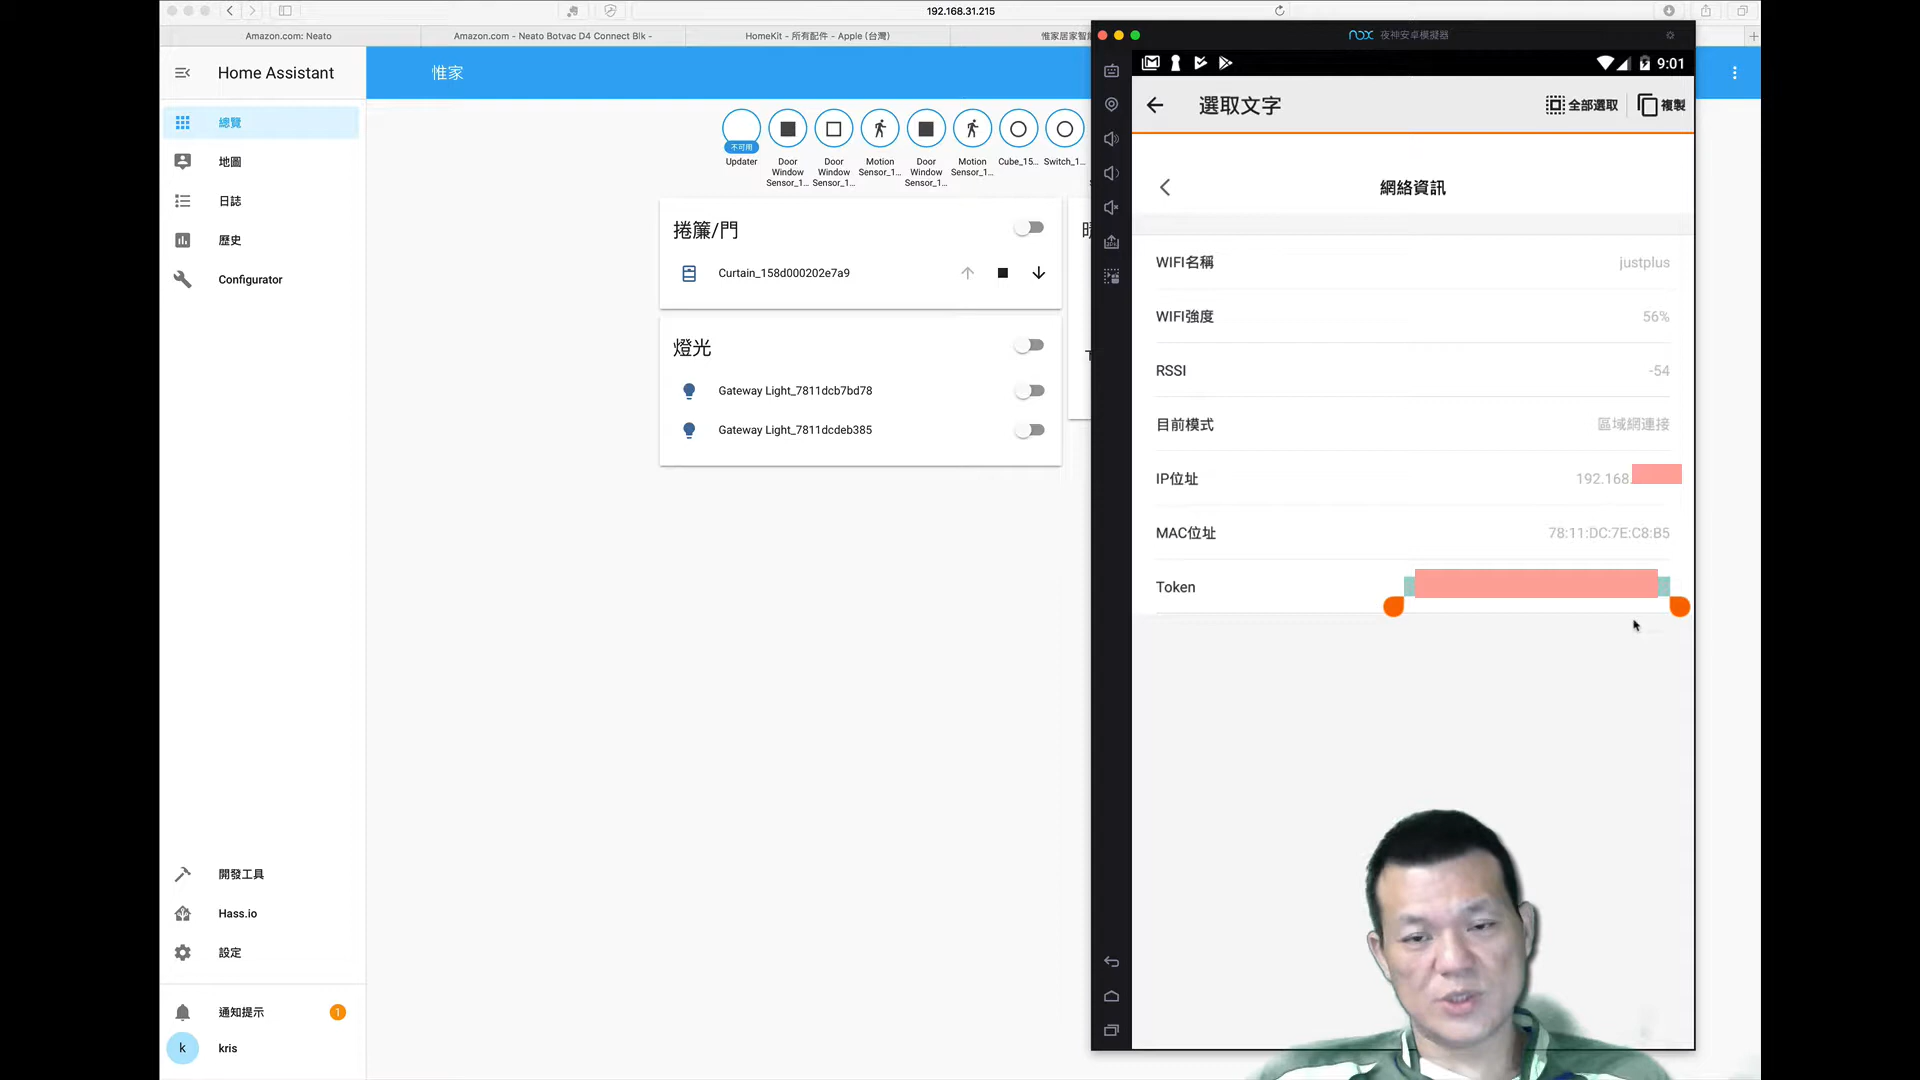 192.168.31.215
Amazon.com: Neato
Amazon.com - Neato Botvac D4 Connect Blk -
HomeKit - 所有配件 - Apple (台灣)
惟家居家智
Home Assistant
惟家
總覽
地圖
日誌
歷史
Configurator
開發工具
Hass.io
設定
通知提示
1
k
kris
不可用
Updater
Door
Window
Sensor_1...
Door
Window
Sensor_1...
Motion
Sensor_1...
Door
Window
Sensor_1...
Motion
Sensor_1...
Cube_15...
Switch_1...
捲簾/門
Curtain_158d000202e7a9
燈光
Gateway Light_7811dcb7bd78
Gateway Light_7811dcdeb385
nox 夜神安卓模擬器
9:01
選取文字
全部選取
複製
網絡資訊
WIFI名稱
justplus
WIFI強度
56%
RSSI
-54
目前模式
區域網連接
IP位址
192.168.
MAC位址
78:11:DC:7E:C8:B5
Token